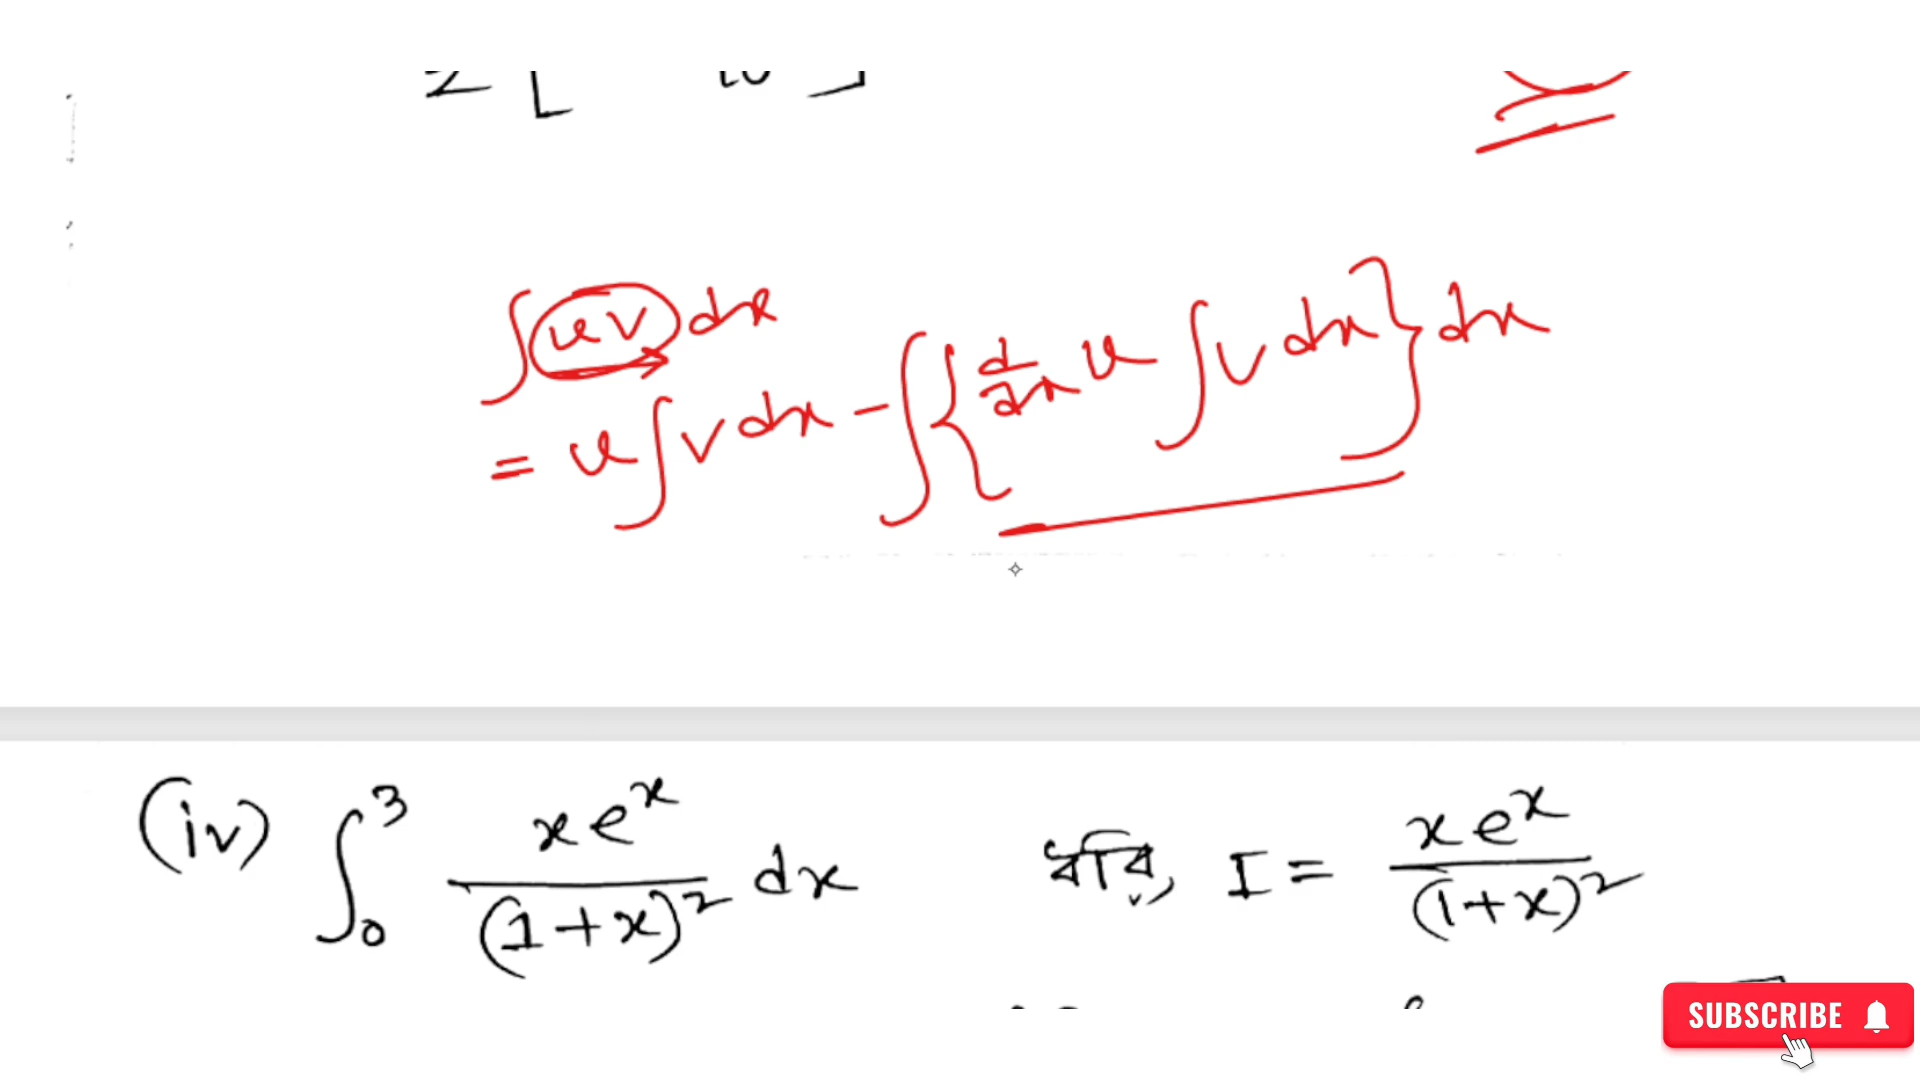 ∫uv dx
= u∫v dx - ∫{d/dx u ∫v dx} dx
(iv) ∫₀³ xeˣ/(1+x)² dx ধরি, I = xeˣ/(1+x)²
SUBSCRIBE